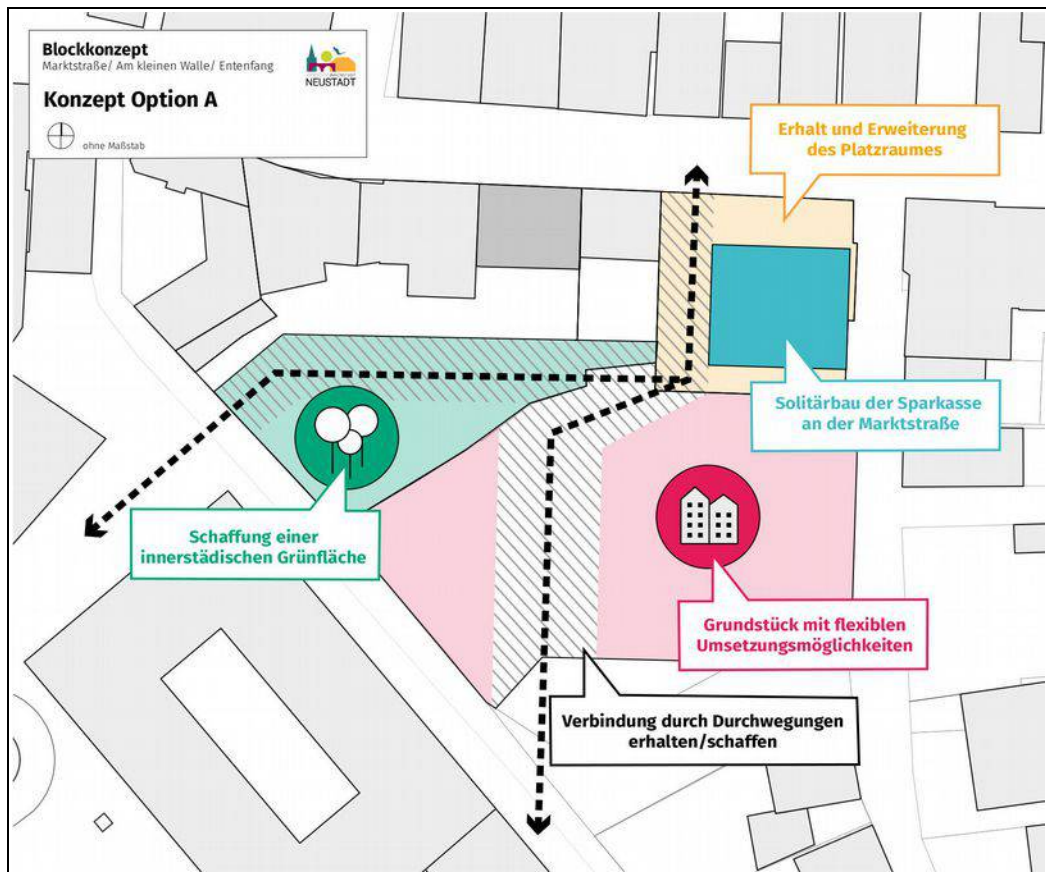 Blockkonzept
Marktstraße/ Am kleinen Walle/ Entenfang
NEUSTADT
Konzept Option A
ohne Maßstab
Erhalt und Erweiterung
des Platzraumes
Solitärbau der Sparkasse
an der Marktstraße
Schaffung einer
innerstädischen Grünfläche
Grundstück mit flexiblen
Umsetzungsmöglichkeiten
Verbindung durch Durchwegungen
erhalten/schaffen